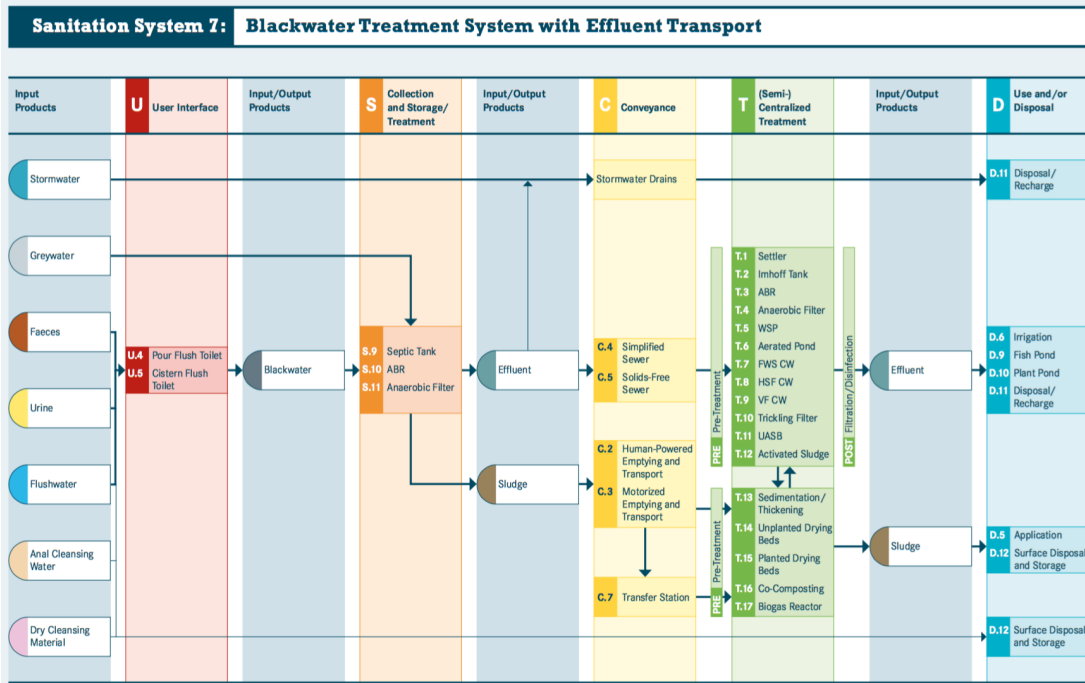 Sanitation System 7:
Blackwater Treatment System with Effluent Transport
Input
Products
U
User Interface
Input/Output
Products
S
Collection
and Storage/
Treatment
Input/Output
Products
C
Conveyance
T
(Semi-)
Centralized
Treatment
Input/Output
Products
D
Use and/or
Disposal
Stormwater
Greywater
Faeces
Urine
Flushwater
Anal Cleansing
Water
Dry Cleansing
Material
U.4 Pour Flush Toilet
U.5 Cistern Flush
Toilet
Blackwater
S.9 Septic Tank
S.10 ABR
S.11 Anaerobic Filter
Effluent
Sludge
Stormwater Drains
C.4 Simplified
Sewer
C.5 Solids-Free
Sewer
C.2 Human-Powered
Emptying and
Transport
C.3 Motorized
Emptying and
Transport
C.7 Transfer Station
PRE Pre-Treatment
PRE Pre-Treatment
T.1 Settler
T.2 Imhoff Tank
T.3 ABR
T.4 Anaerobic Filter
T.5 WSP
T.6 Aerated Pond
T.7 FWS CW
T.8 HSF CW
T.9 VF CW
T.10 Trickling Filter
T.11 UASB
T.12 Activated Sludge
T.13 Sedimentation/
Thickening
T.14 Unplanted Drying
Beds
T.15 Planted Drying
Beds
T.16 Co-Composting
T.17 Biogas Reactor
POST Filtration/Disinfection
Effluent
Sludge
D.11 Disposal/
Recharge
D.6 Irrigation
D.9 Fish Pond
D.10 Plant Pond
D.11 Disposal/
Recharge
D.5 Application
D.12 Surface Disposal
and Storage
D.12 Surface Disposal
and Storage